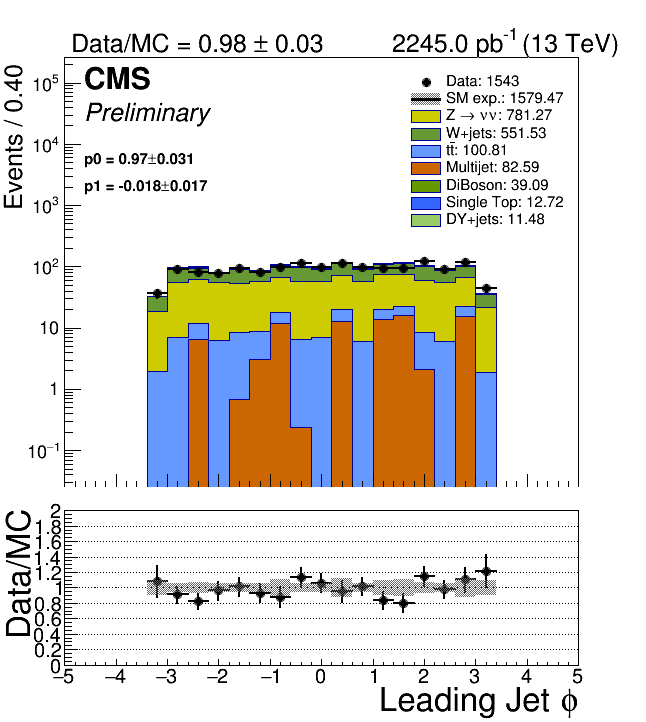 Data/MC = 0.98 ± 0.03
2245.0 pb⁻¹ (13 TeV)
Events / 0.40
CMS
Preliminary
p0 = 0.97±0.031
p1 = -0.018±0.017
Data: 1543
SM exp.: 1579.47
Z → νν: 781.27
W+jets: 551.53
tt̄: 100.81
Multijet: 82.59
DiBoson: 39.09
Single Top: 12.72
DY+jets: 11.48
10⁵
10⁴
10³
10²
10
1
10⁻¹
Data/MC
2
1.8
1.6
1.4
1.2
1
0.8
0.6
0.4
0.2
0
−5 −4 −3 −2 −1 0 1 2 3 4 5
Leading Jet ϕ